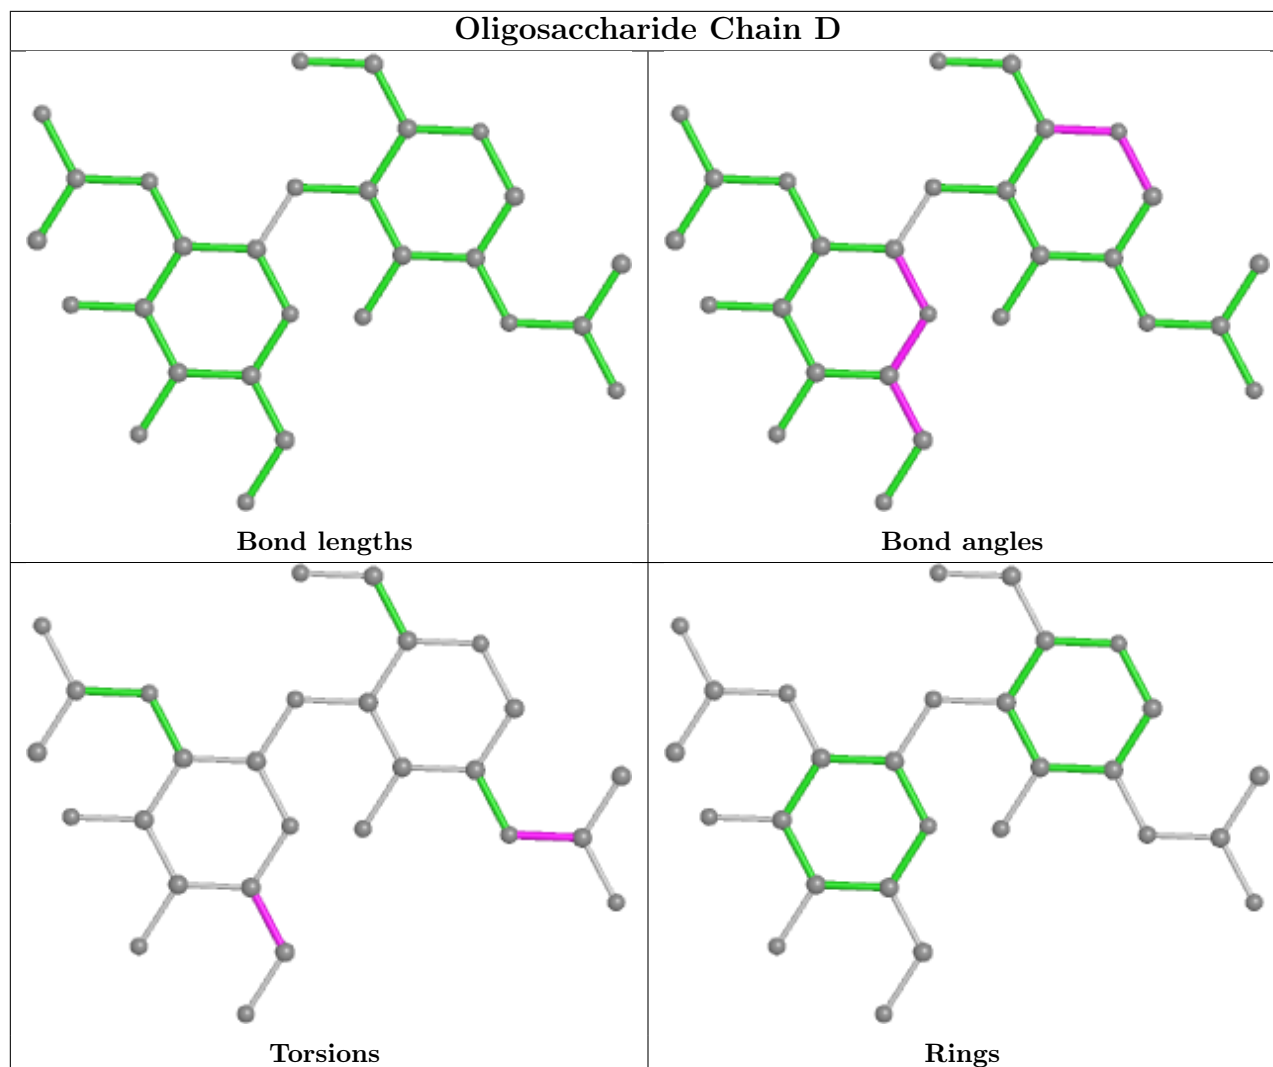 Oligosaccharide Chain D
Bond lengths
Bond angles
Torsions
Rings